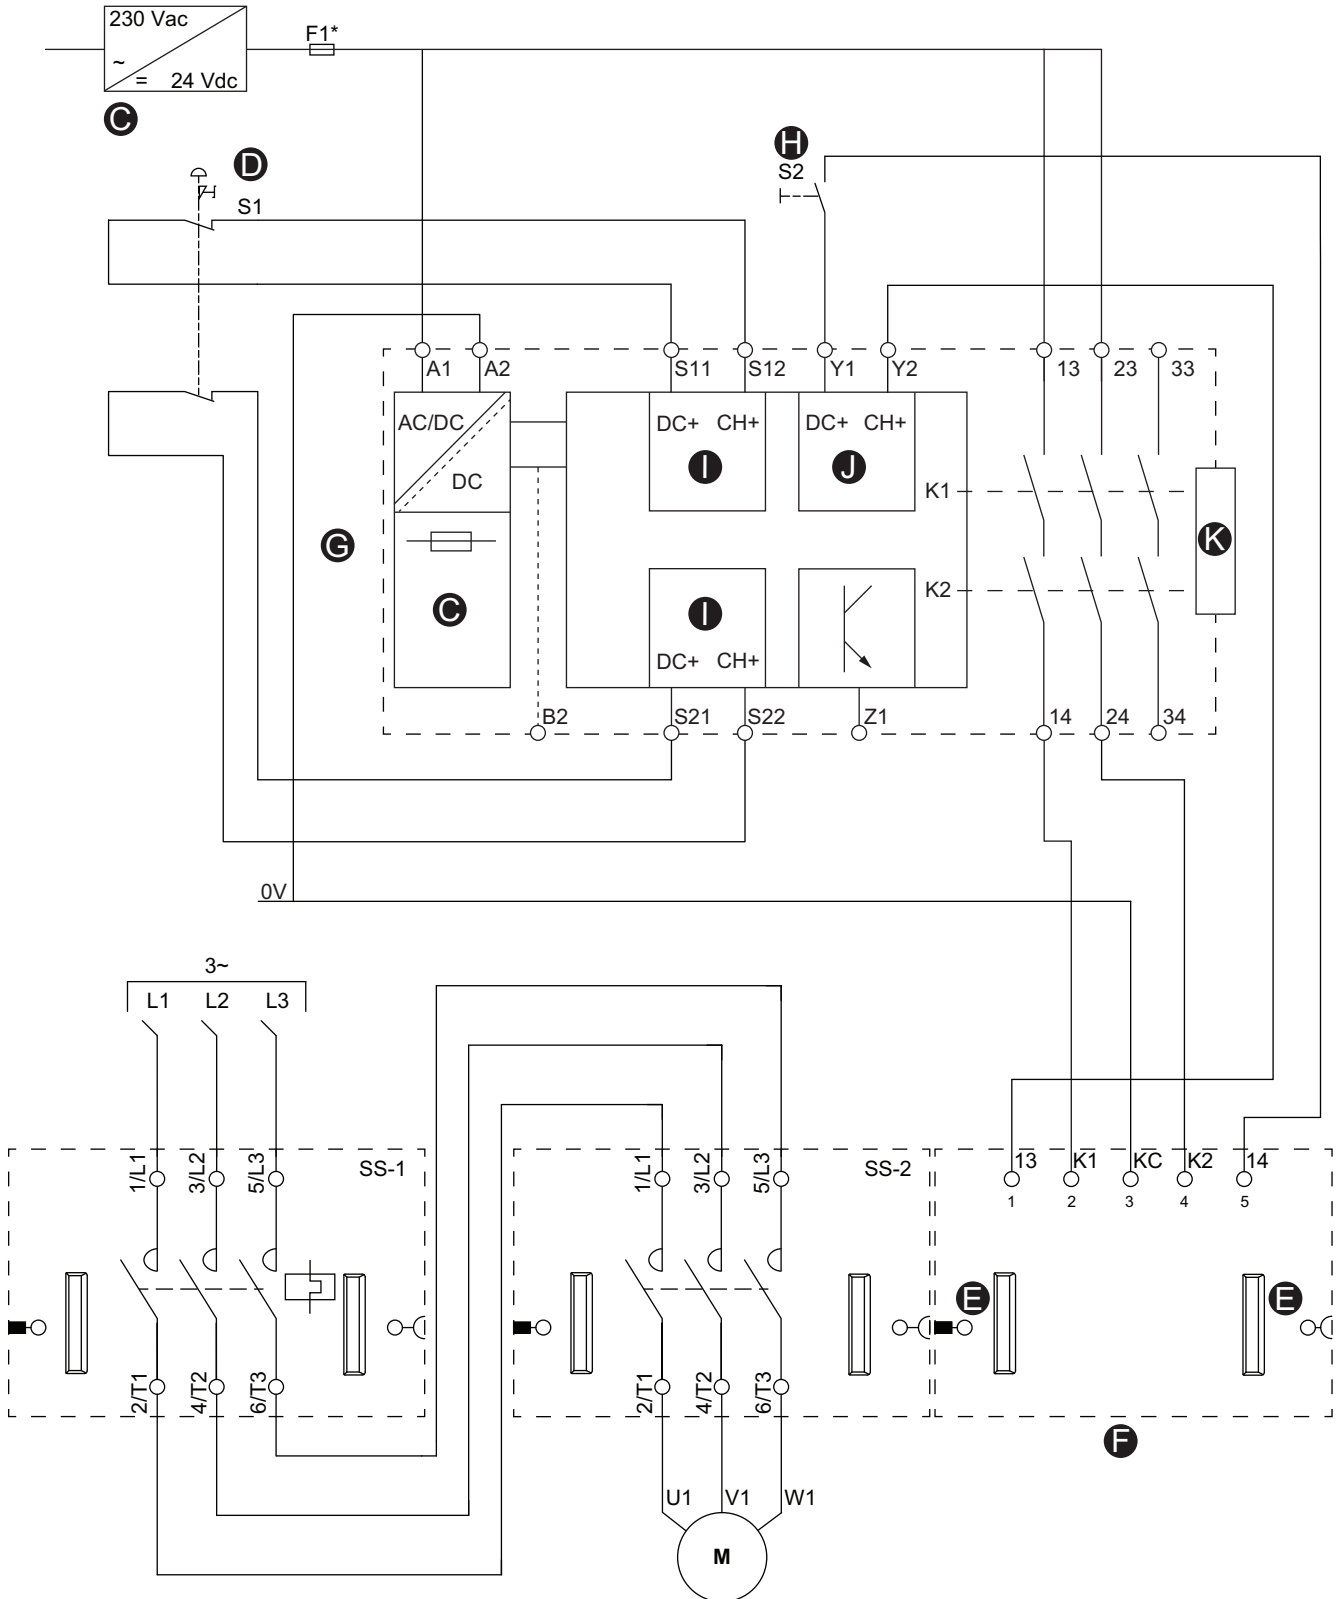 230 Vac
~
= 24 Vdc
F1*
C
D
S1
H
S2
A1 A2 S11 S12 Y1 Y2 13 23 33
AC/DC
DC
DC+ CH+
DC+ CH+
I
J
K1
G
K
C
I
K2
DC+ CH+
B2 S21 S22 Z1 14 24 34
0V
3~
L1 L2 L3
1/L1 3/L2 5/L3 SS-1
1/L1 3/L2 5/L3 SS-2
13 K1 KC K2 14
1 2 3 4 5
E
E
2/T1 4/T2 6/T3
2/T1 4/T2 6/T3
F
U1 V1 W1
M